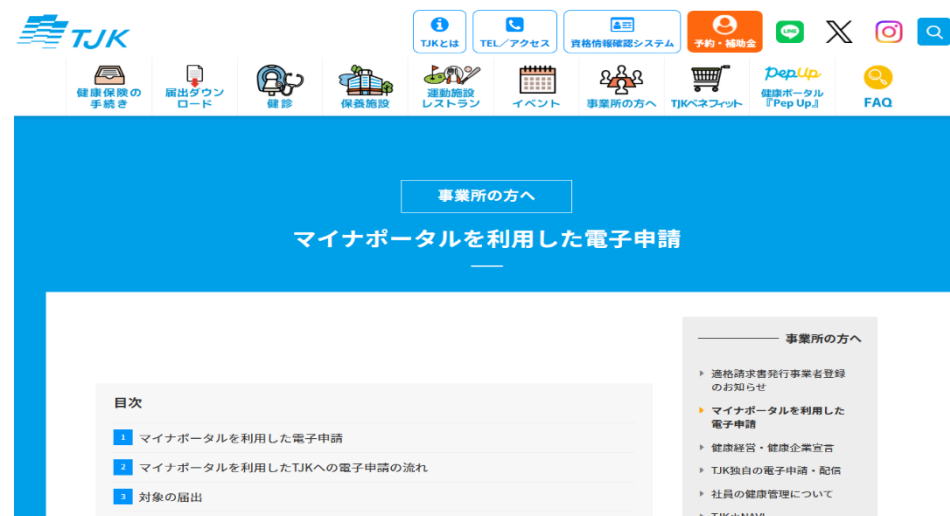 TJK
TJKとは
TEL／アクセス
資格情報確認システム
予約・補助金
LINE
健康保険の
手続き
届出ダウン
ロード
健診
保養施設
運動施設
レストラン
イベント
事業所の方へ
TJKベネフィット
PepUp
健康ポータル
『Pep Up』
FAQ
事業所の方へ
マイナポータルを利用した電子申請
目次
1 マイナポータルを利用した電子申請
2 マイナポータルを利用したTJKへの電子申請の流れ
3 対象の届出
事業所の方へ
適格請求書発行事業者登録
のお知らせ
マイナポータルを利用した
電子申請
健康経営・健康企業宣言
TJK独自の電子申請・配信
社員の健康管理について